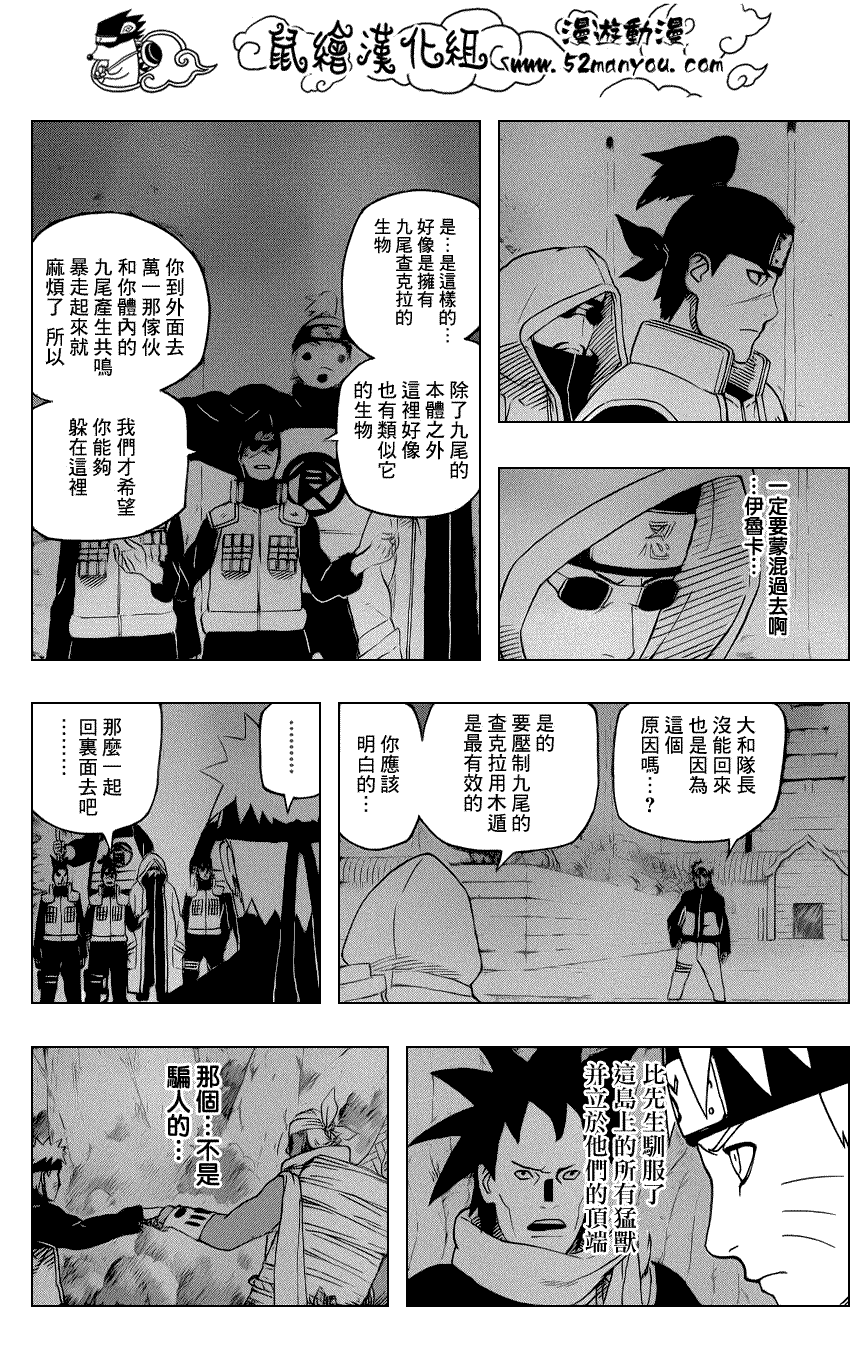 鼠繪漢化組
漫遊動漫
www.52manyou.com
一定要蒙混過去啊
…伊魯卡…
是…是這樣的…
好像是擁有
九尾查克拉的
生物
除了九尾的
本體之外
這裡好像
也有類似它
的生物
你到外面去
萬一那傢伙
和你體內的
九尾產生共鳴
暴走起來就
麻煩了 所以
我們才希望
你能夠
躲在這裡
大和隊長
沒能回來
也是因為
這個
原因嗎…?
是的
要壓制九尾的
查克拉用木遁
是最有效的
你應該
明白的…
………
那麼一起
回裏面去吧
………
比先生馴服了
這島上的所有猛獸
并立於他們的頂端
那個…不是
騙人的…